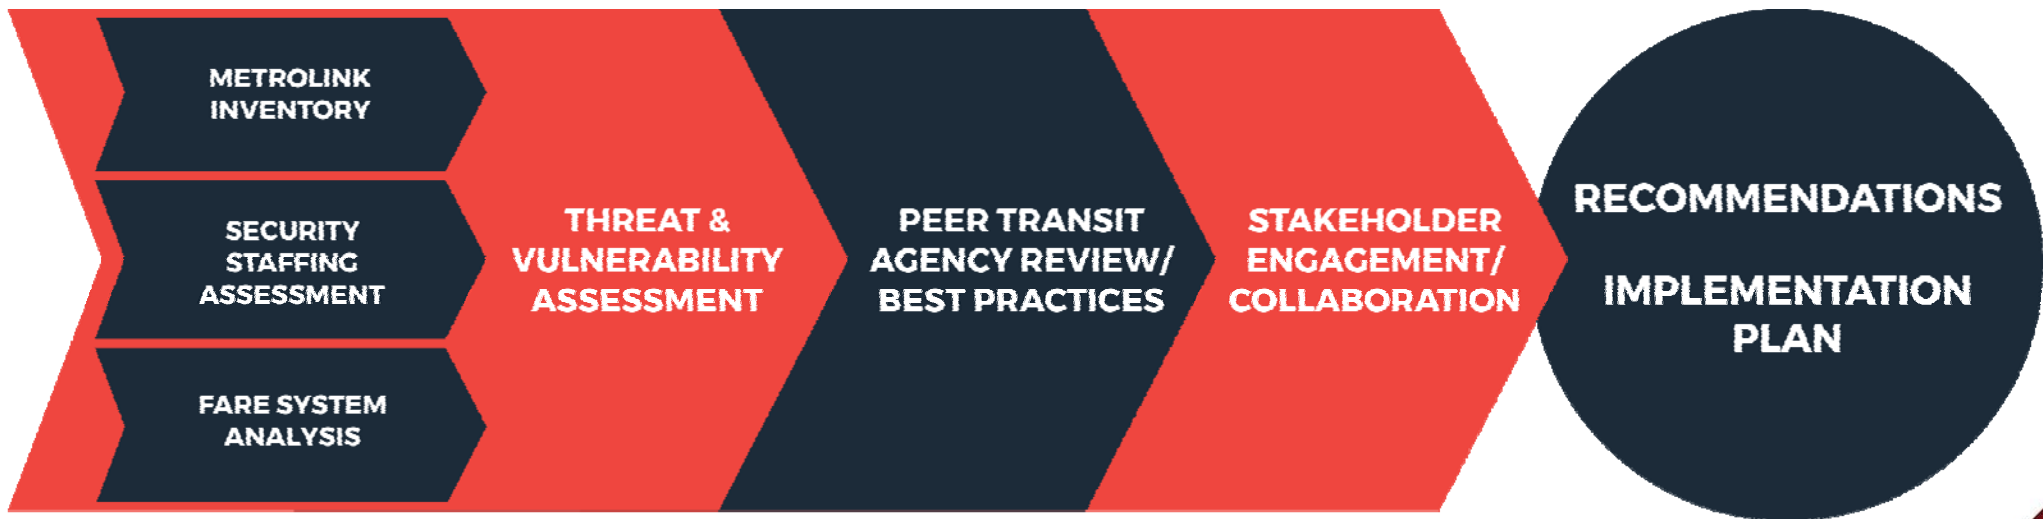 METROLINK
INVENTORY
SECURITY
STAFFING
ASSESSMENT
FARE SYSTEM
ANALYSIS
THREAT &
VULNERABILITY
ASSESSMENT
PEER TRANSIT
AGENCY REVIEW/
BEST PRACTICES
STAKEHOLDER
ENGAGEMENT/
COLLABORATION
RECOMMENDATIONS
IMPLEMENTATION
PLAN